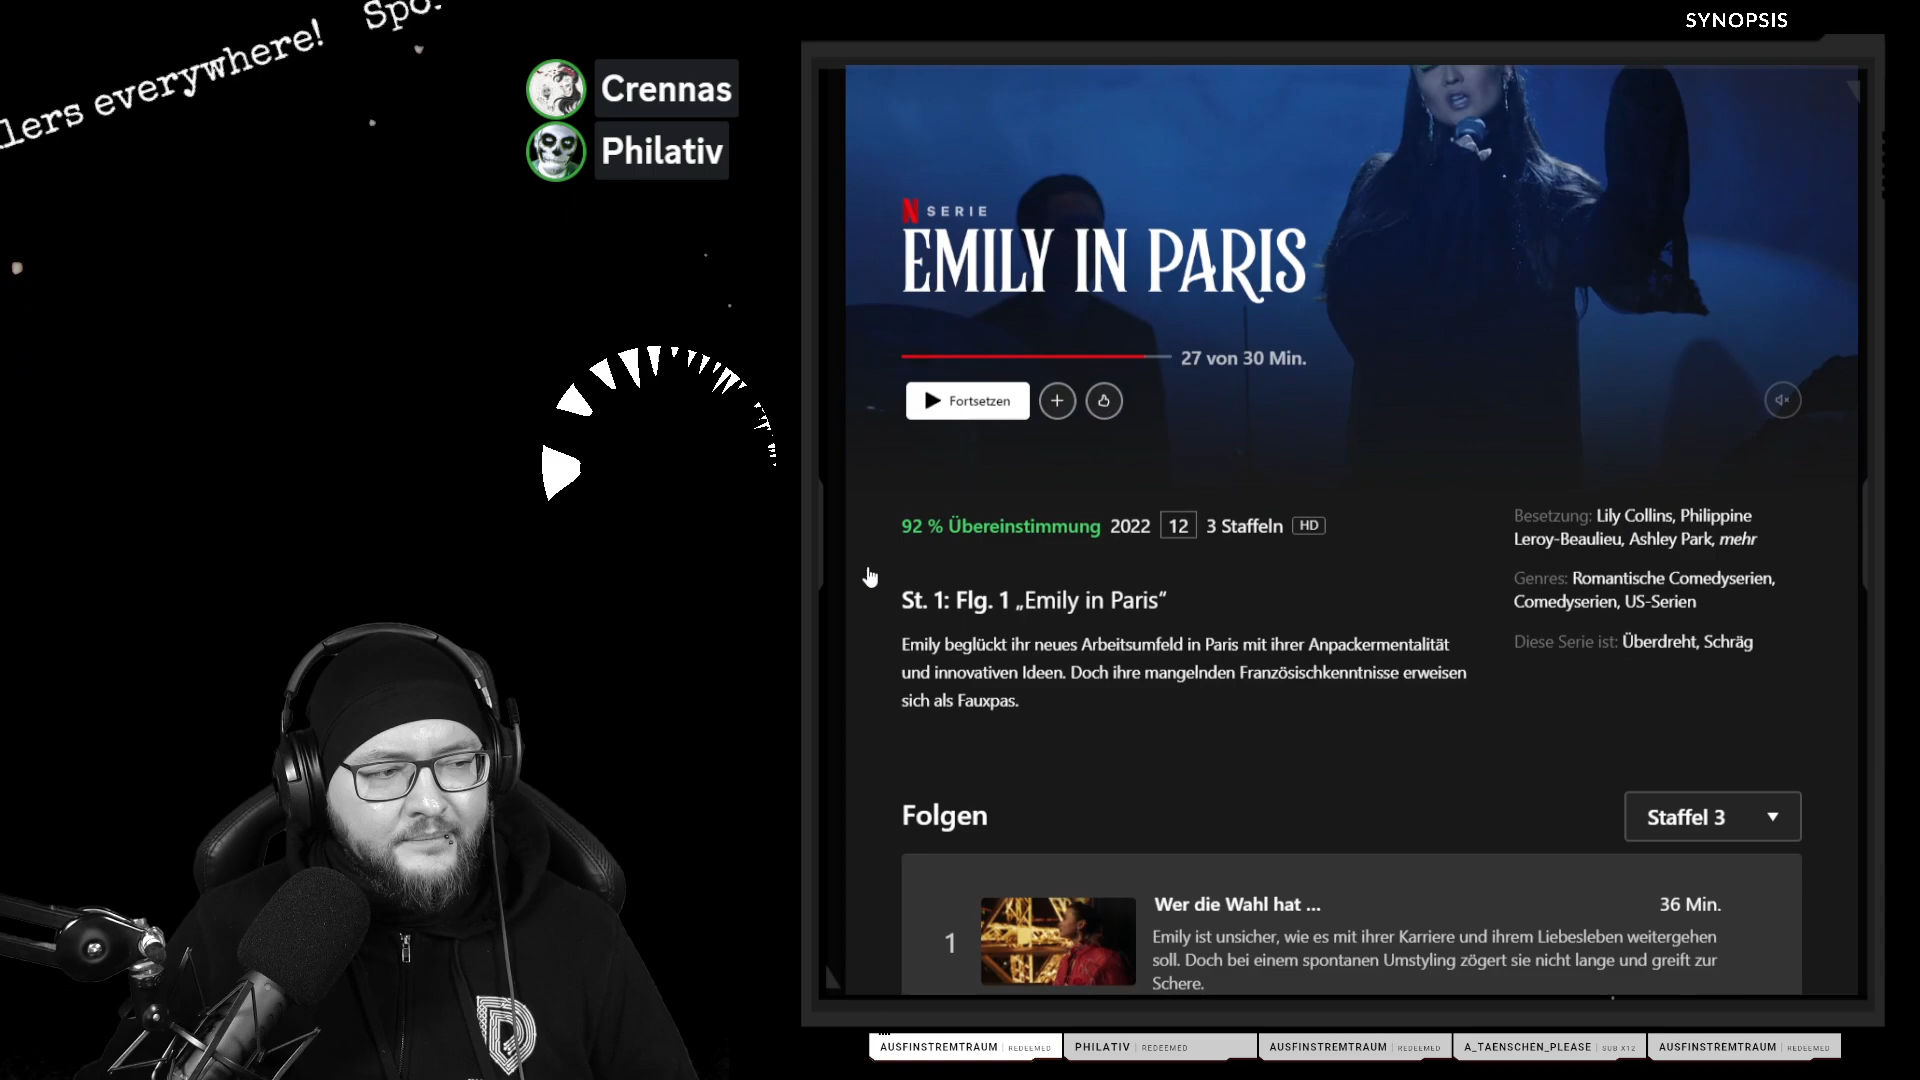 lers everywhere!
SYNOPSIS
Crennas
Philativ
N SERIE
EMILY IN PARIS
27 von 30 Min.
Fortsetzen
92 % Übereinstimmung 2022 12 3 Staffeln HD
St. 1: Flg. 1 „Emily in Paris“
Emily beglückt ihr neues Arbeitsumfeld in Paris mit ihrer Anpackermentalität
und innovativen Ideen. Doch ihre mangelnden Französischkenntnisse erweisen
sich als Fauxpas.
Besetzung: Lily Collins, Philippine
Leroy-Beaulieu, Ashley Park, mehr
Genres: Romantische Comedyserien,
Comedyserien, US-Serien
Diese Serie ist: Überdreht, Schräg
Folgen
Staffel 3
1
Wer die Wahl hat ...
36 Min.
Emily ist unsicher, wie es mit ihrer Karriere und ihrem Liebesleben weitergehen
soll. Doch bei einem spontanen Umstyling zögert sie nicht lange und greift zur
Schere.
AUSFINSTREMTRAUM | REDEEMED
PHILATIV | REDEEMED
AUSFINSTREMTRAUM | REDEEMED
A_TAENSCHEN_PLEASE | SUB X12
AUSFINSTREMTRAUM | REDEEMED